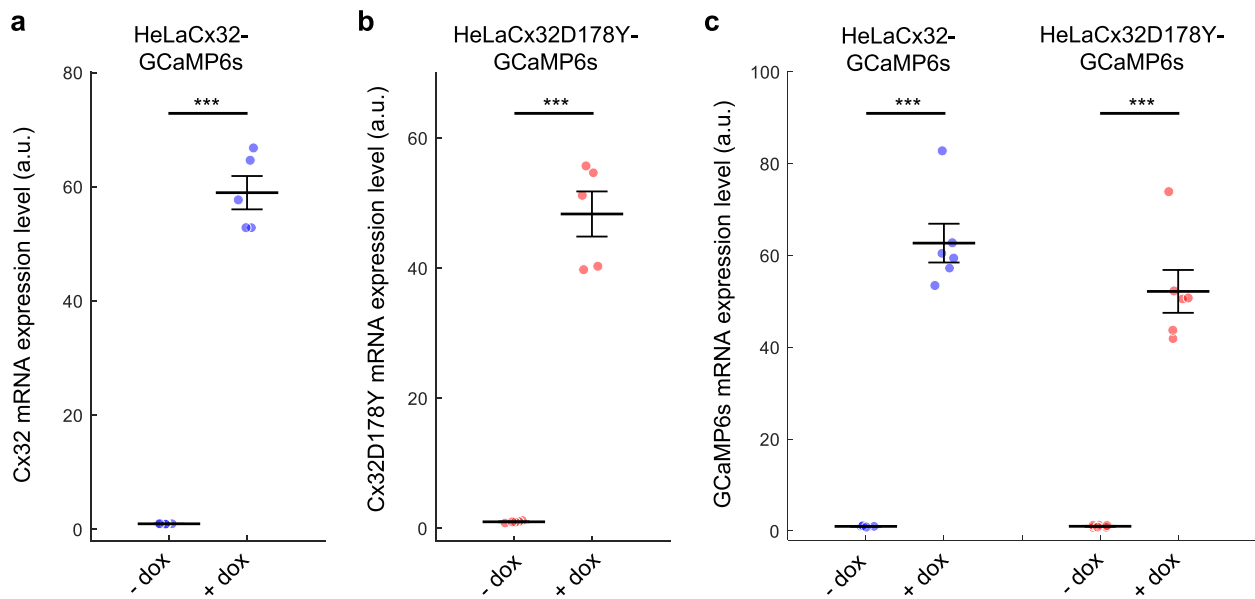 a
HeLaCx32-
GCaMP6s
Cx32 mRNA expression level (a.u.)
80
60
40
20
0
***
- dox
+ dox
b
HeLaCx32D178Y-
GCaMP6s
Cx32D178Y mRNA expression level (a.u.)
60
40
20
0
***
- dox
+ dox
c
HeLaCx32-
GCaMP6s
HeLaCx32D178Y-
GCaMP6s
GCaMP6s mRNA expression level (a.u.)
100
80
60
40
20
0
***
***
- dox
+ dox
- dox
+ dox